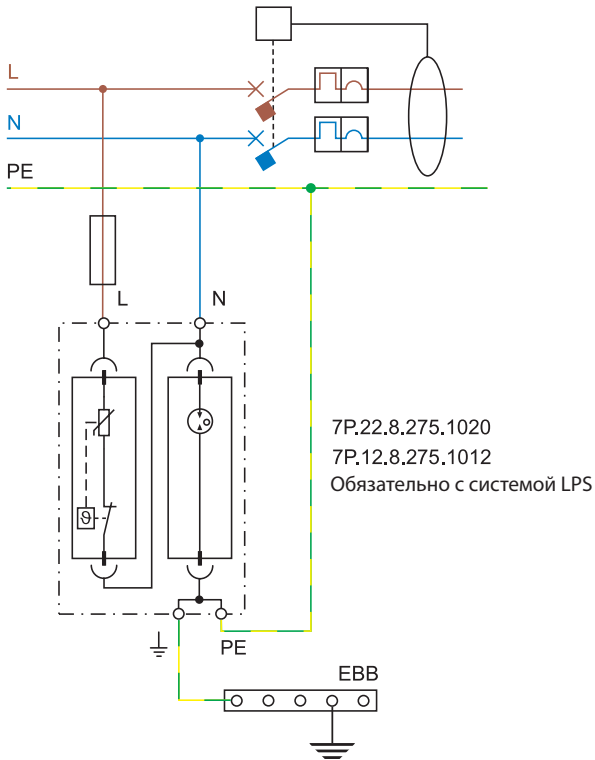 L
N
PE
L
N
ϑ
7P.22.8.275.1020
7P.12.8.275.1012
Обязательно с системой LPS
PE
EBB